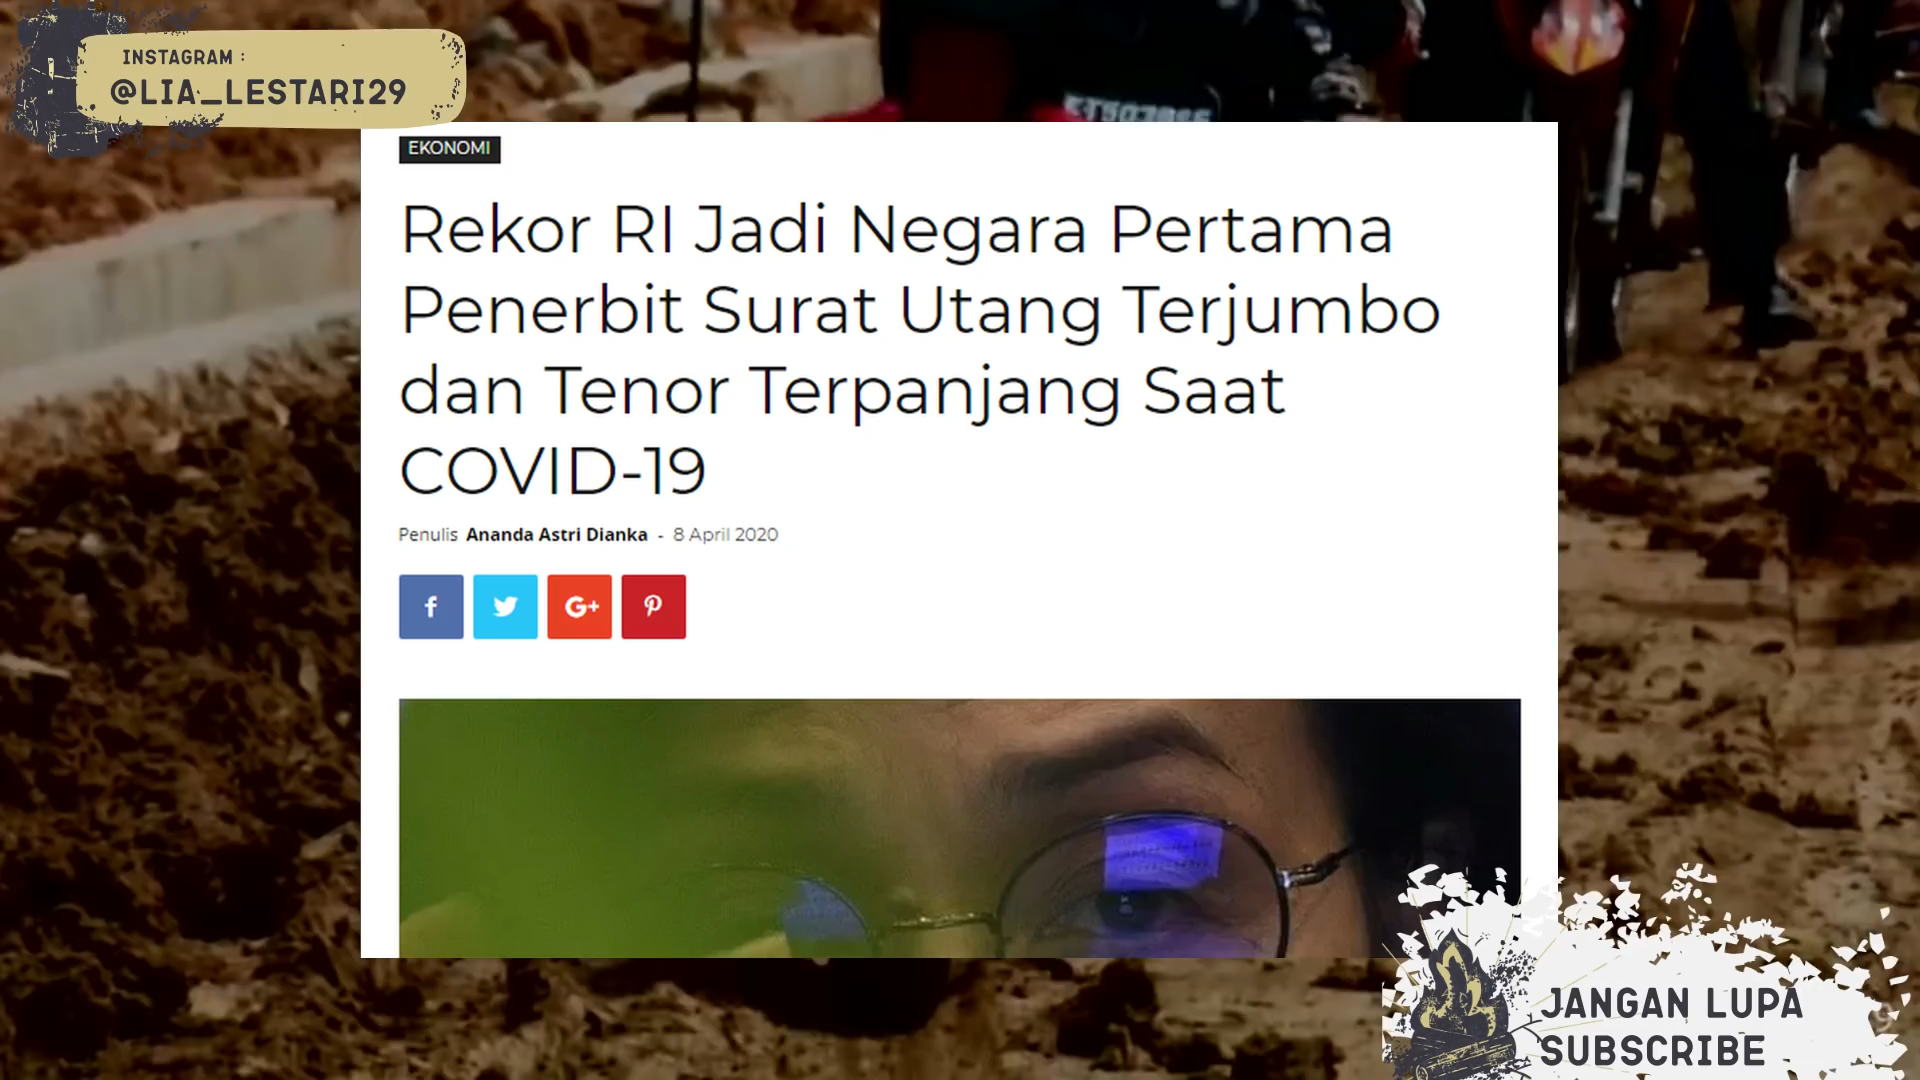 INSTAGRAM :
@LIA_LESTARI29
EKONOMI
Rekor RI Jadi Negara Pertama
Penerbit Surat Utang Terjumbo
dan Tenor Terpanjang Saat
COVID-19
Penulis Ananda Astri Dianka - 8 April 2020
f
G+
JANGAN LUPA
SUBSCRIBE